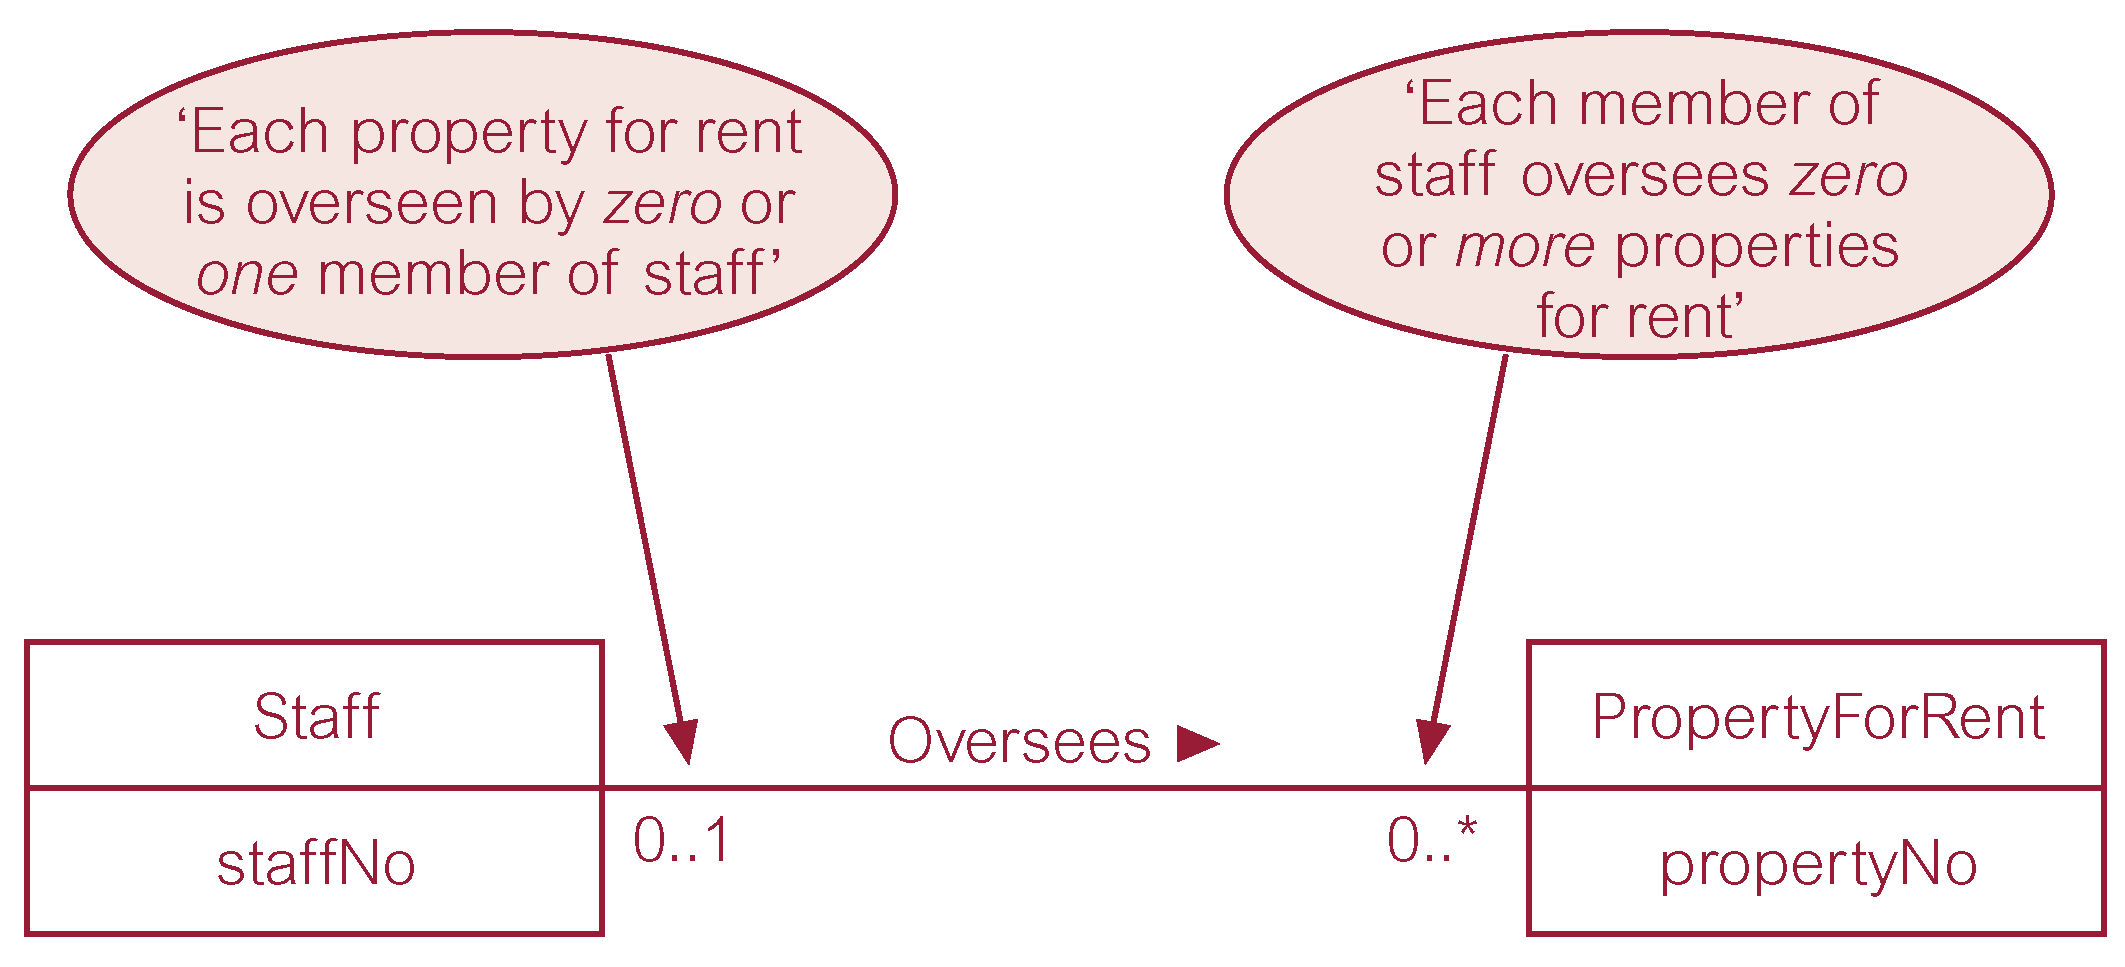 ‘Each property for rent
is overseen by zero or
one member of staff’
‘Each member of
staff oversees zero
or more properties
for rent’
Staff
staffNo
Oversees ►
0..1
0..*
PropertyForRent
propertyNo